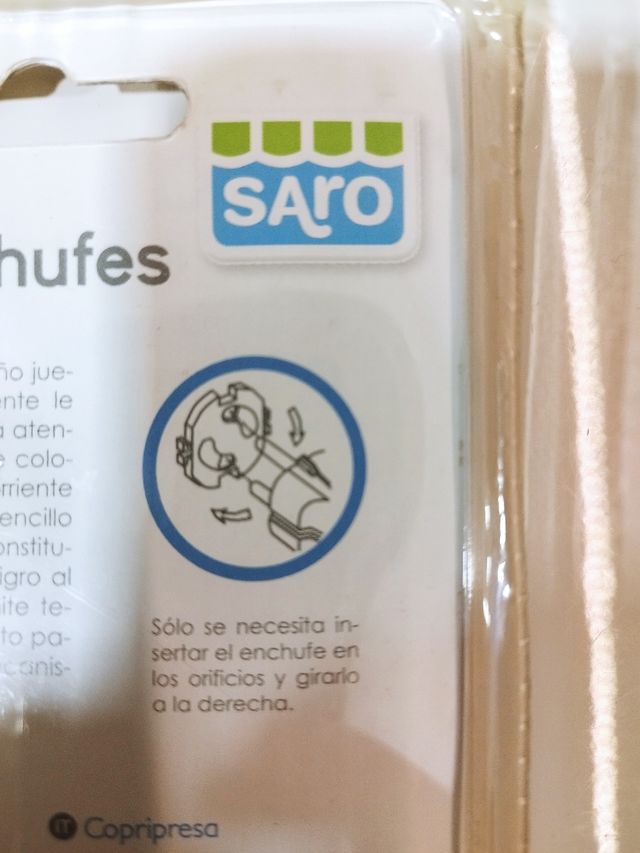 saro
hufes
ño jue-
ente le
a aten-
e colo-
rriente
encillo
onstitu-
igro al
ite te-
to pa-
canis-
Sólo se necesita in-
sertar el enchufe en
los orificios y girarlo
a la derecha.
IT Copripresa